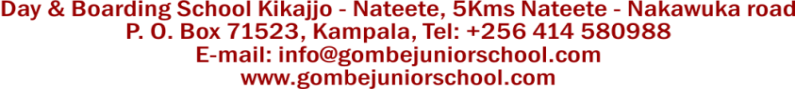 Day & Boarding School Kikajjo - Nateete, 5Kms Nateete - Nakawuka road
P. O. Box 71523, Kampala, Tel: +256 414 580988
E-mail: info@gombejuniorschool.com
www.gombejuniorschool.com